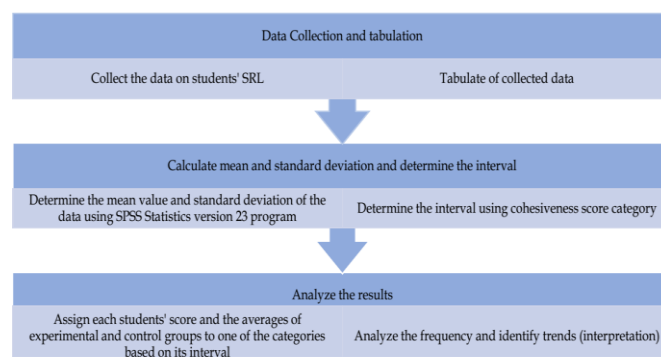 Data Collection and tabulation
Collect the data on students' SRL
Tabulate of collected data
Calculate mean and standard deviation and determine the interval
Determine the mean value and standard deviation of the
data using SPSS Statistics version 23 program
Determine the interval using cohesiveness score category
Analyze the results
Assign each students' score and the averages of
experimental and control groups to one of the categories
based on its interval
Analyze the frequency and identify trends (interpretation)